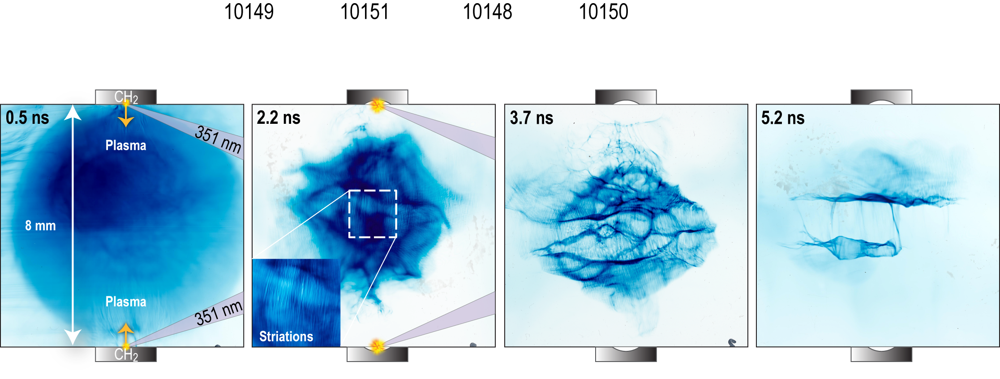 10149 10151 10148 10150
CH2
0.5 ns
351 nm
Plasma
8 mm
Plasma
351 nm
CH2
2.2 ns
Striations
3.7 ns
5.2 ns